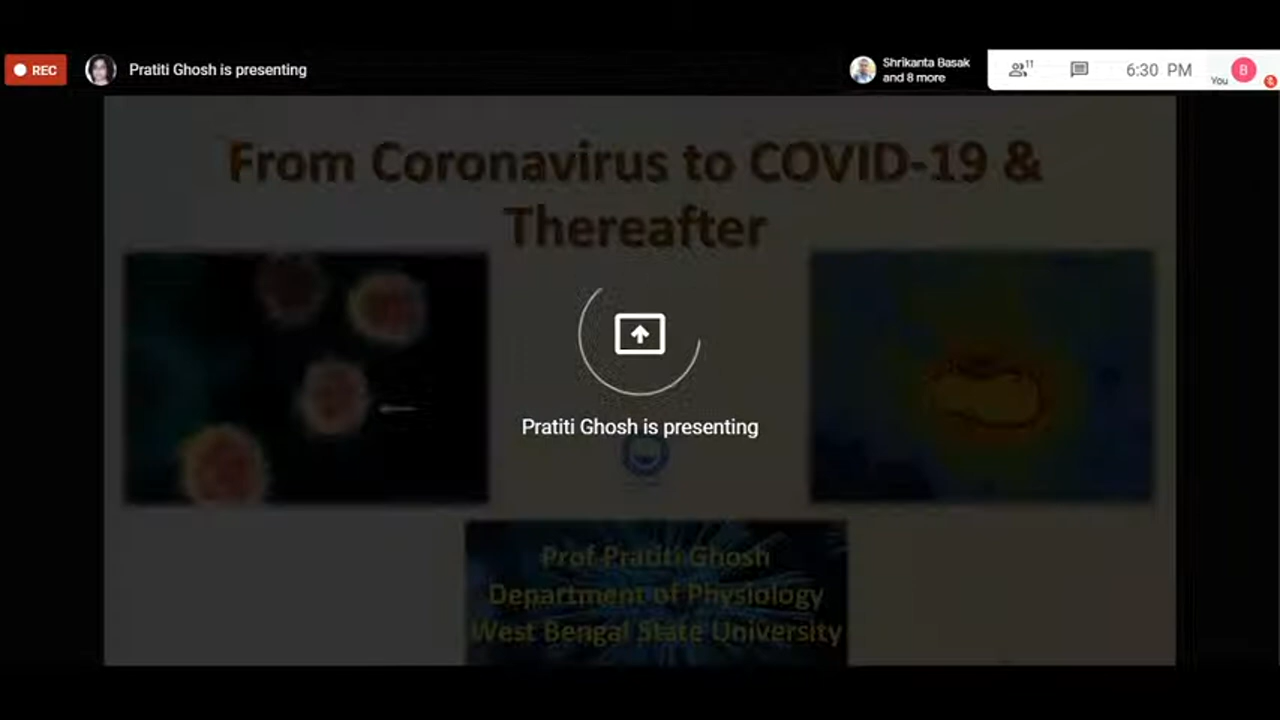 REC
Pratiti Ghosh is presenting
Shrikanta Basak
and 8 more
11
6:30 PM
You
B
From Coronavirus to COVID-19 &
Thereafter
Pratiti Ghosh is presenting
Prof Pratiti Ghosh
Department of Physiology
West Bengal State University